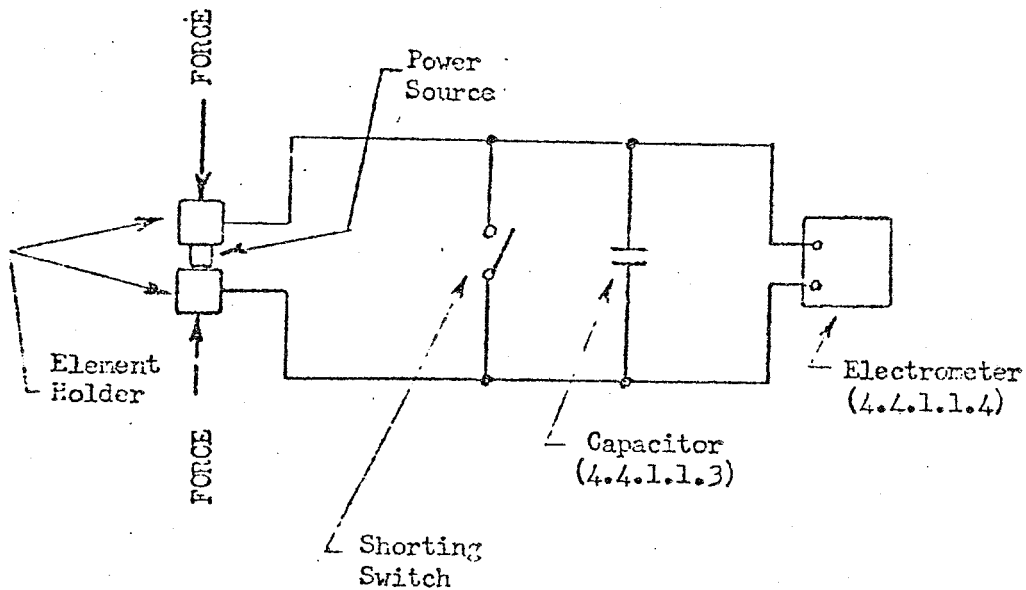 FORCE
Power
Source
Element
Holder
FORCE
Electrometer
(4.4.1.1.4)
Capacitor
(4.4.1.1.3)
Shorting
Switch